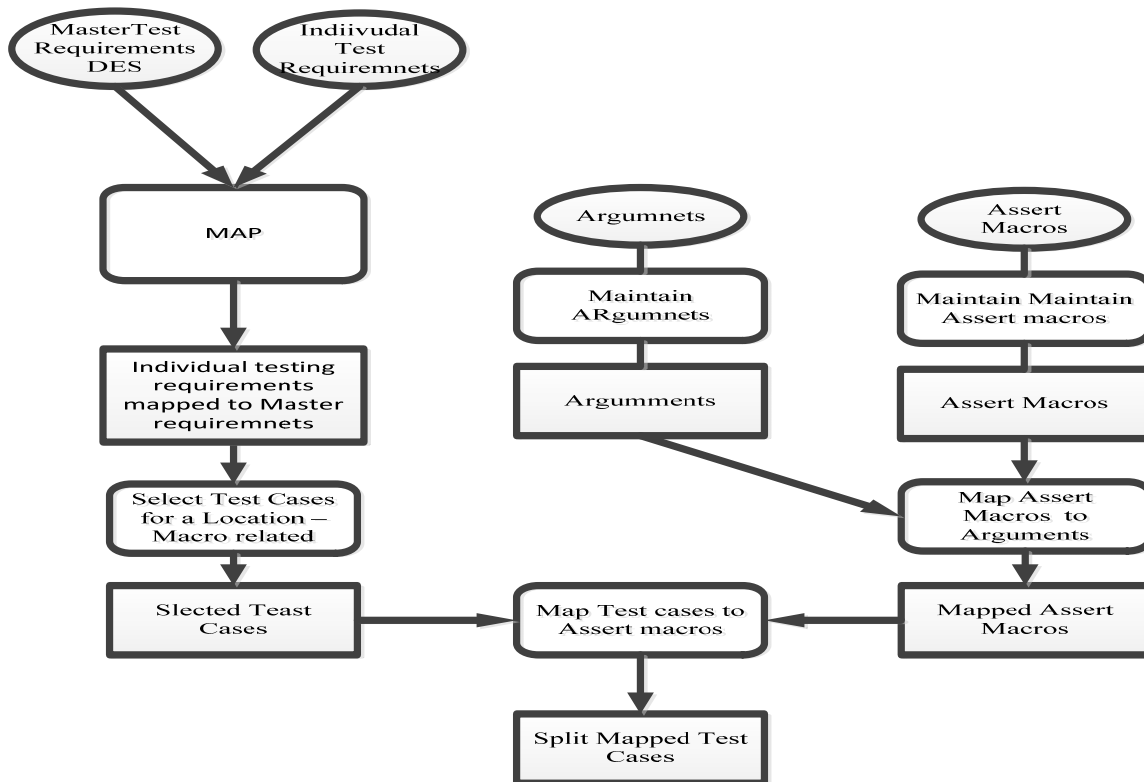 MasterTest
Requirements
DES
Indiivudal
Test
Requiremnets
MAP
Argumnets
Assert
Macros
Maintain
ARgumnets
Maintain Maintain
Assert macros
Individual testing
requirements
mapped to Master
requiremnets
Argumments
Assert Macros
Select Test Cases
for a Location –
Macro related
Map Assert
Macros to
Arguments
Slected Teast
Cases
Map Test cases to
Assert macros
Mapped Assert
Macros
Split Mapped Test
Cases